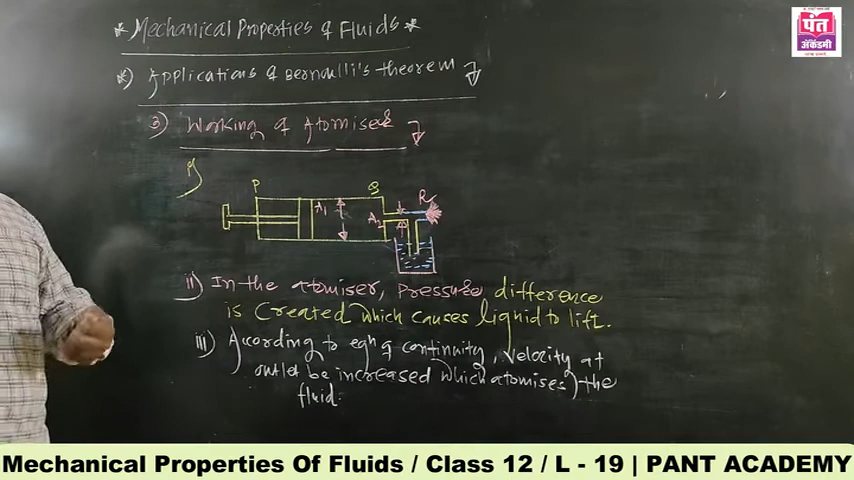 *Mechanical Properties of Fluids*
*) Applications of Bernoulli's theorem
3) Working of Atomiser
पंत
अ‍ॅकॅडमी
i)
P
Q
R
A1
A2
ii) In the atomiser, pressure difference
is created which causes liquid to lift.
iii) According to eqn of continuity, velocity at
outlet be increased which atomises the
fluid.
Mechanical Properties Of Fluids / Class 12 / L - 19 | PANT ACADEMY